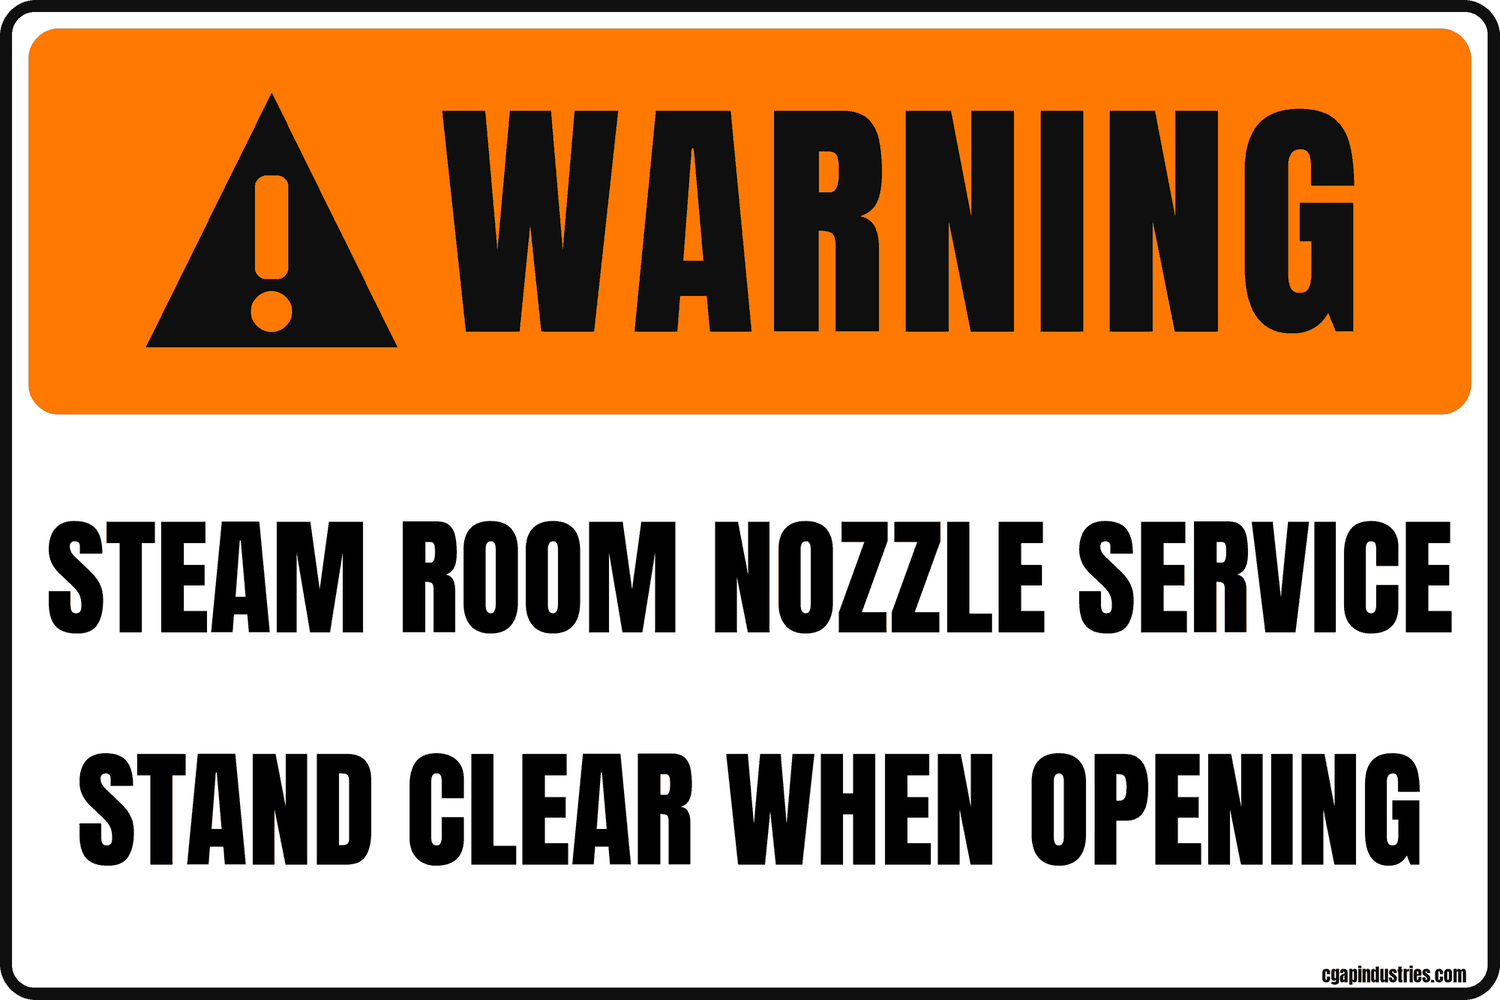 WARNING
STEAM ROOM NOZZLE SERVICE
STAND CLEAR WHEN OPENING
cgapindustries.com